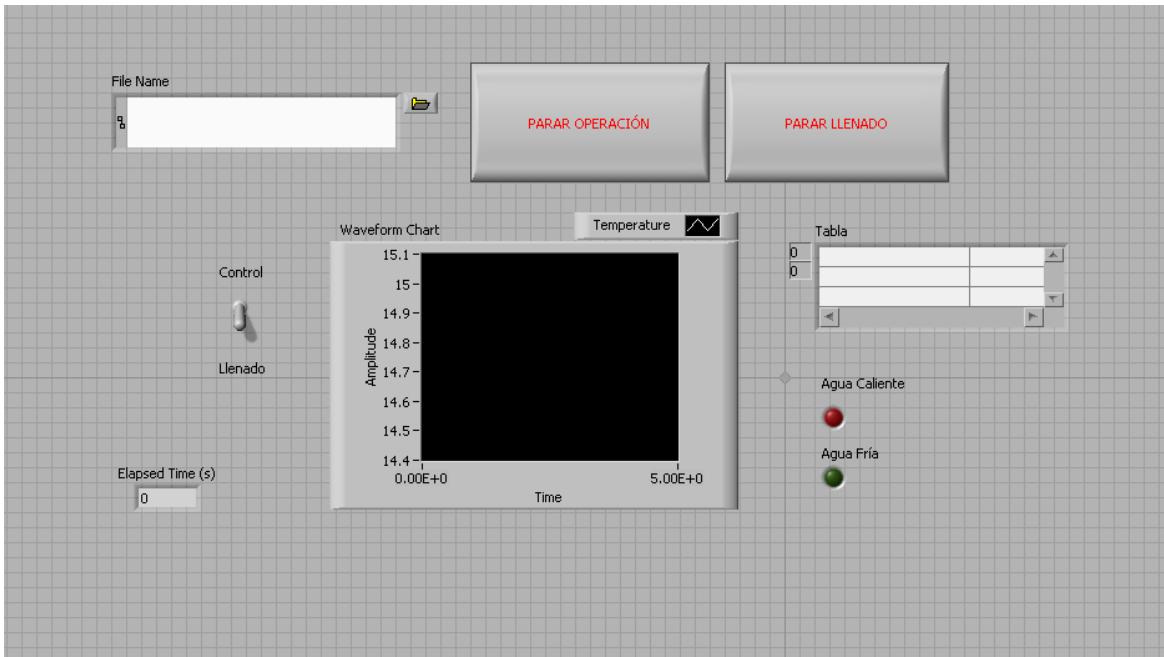 File Name
PARAR OPERACIÓN
PARAR LLENADO
Waveform Chart
Temperature
Tabla
0
0
Control
Llenado
15.1
15
14.9
14.8
14.7
14.6
14.5
14.4
Amplitude
0.00E+0
5.00E+0
Time
Agua Caliente
Agua Fría
Elapsed Time (s)
0